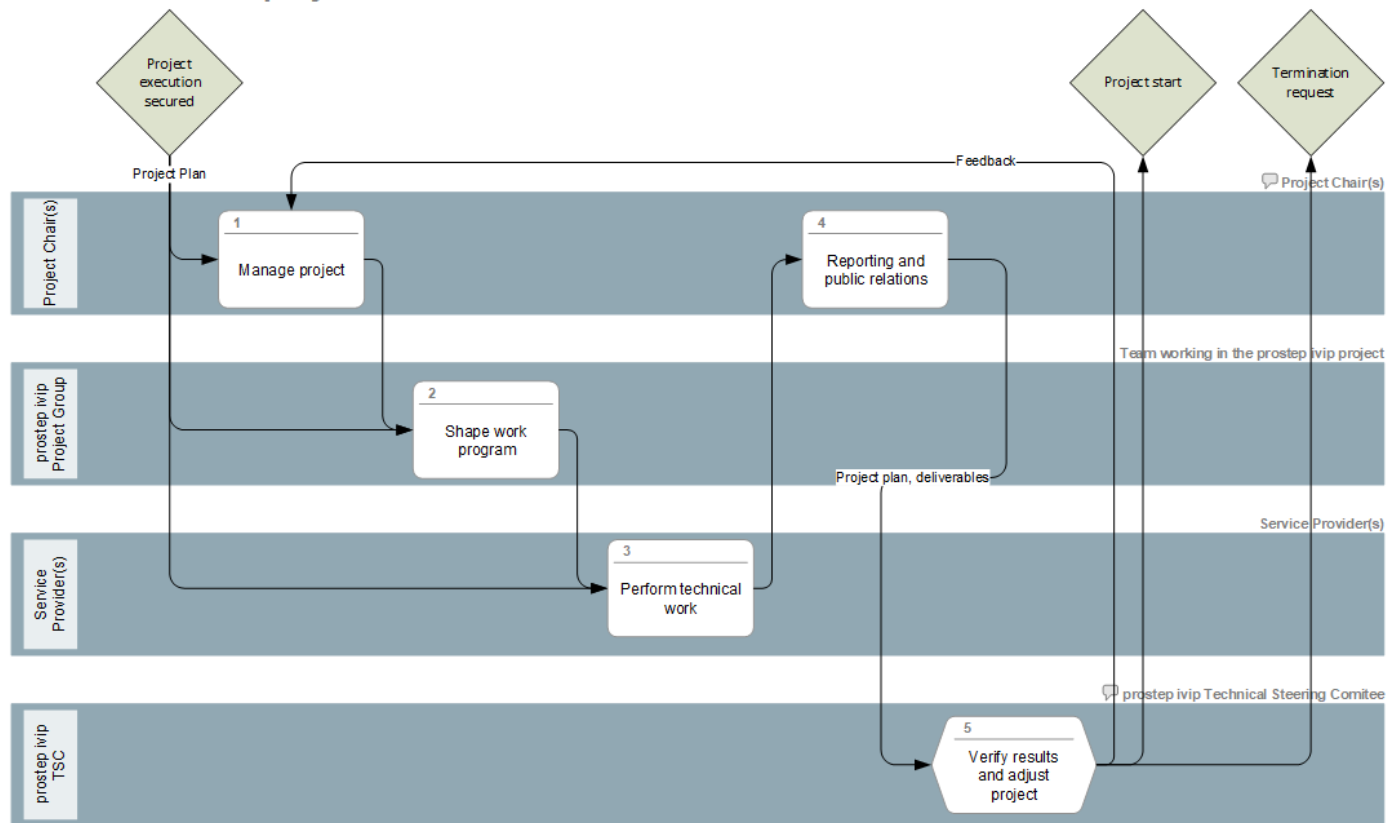 Project
execution
secured
Project start
Termination
request
Project Plan
Feedback
Project Chair(s)
Project Chair(s)
1
Manage project
4
Reporting and
public relations
Team working in the prostep ivip project
prostep ivip
Project Group
2
Shape work
program
Project plan, deliverables
Service Provider(s)
Service
Provider(s)
3
Perform technical
work
prostep ivip Technical Steering Comitee
prostep ivip
TSC
5
Verify results
and adjust
project